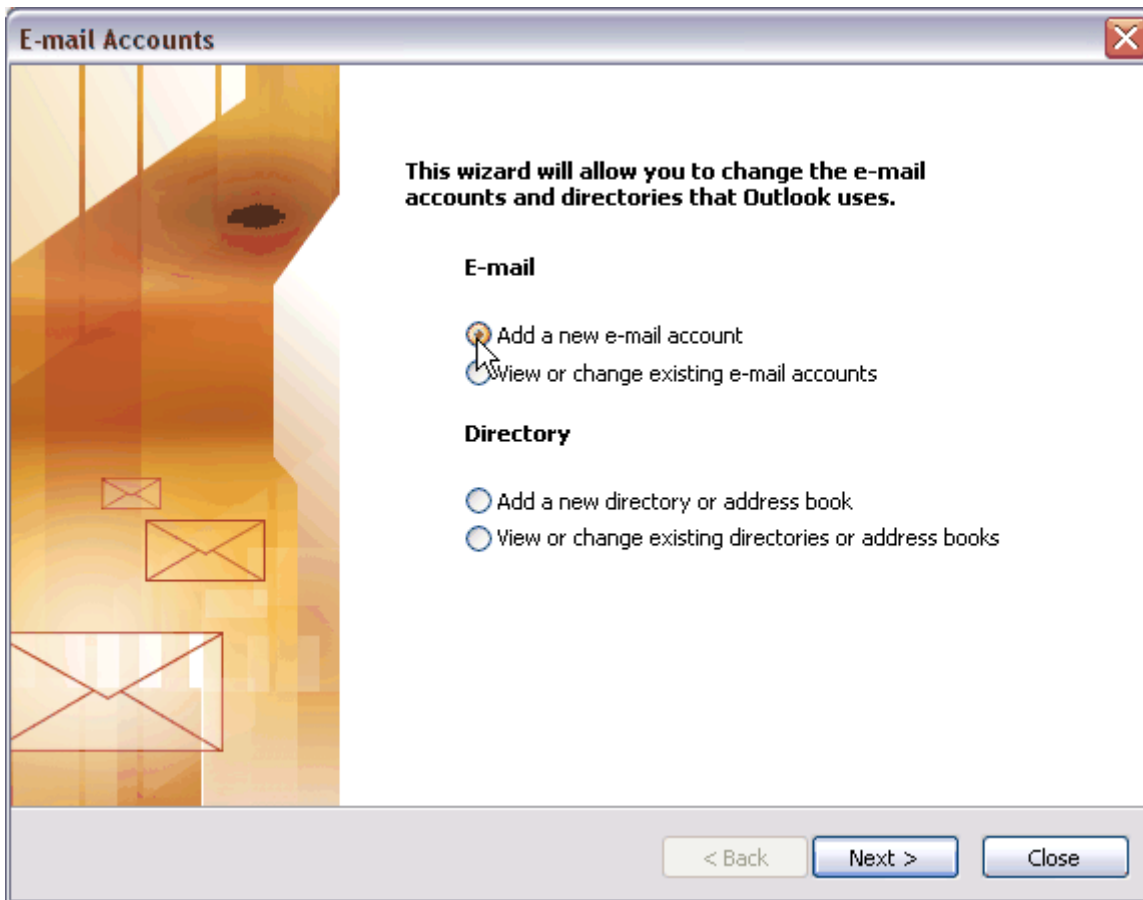 E-mail Accounts
This wizard will allow you to change the e-mail
accounts and directories that Outlook uses.
E-mail
Add a new e-mail account
View or change existing e-mail accounts
Directory
Add a new directory or address book
View or change existing directories or address books
< Back
Next >
Close